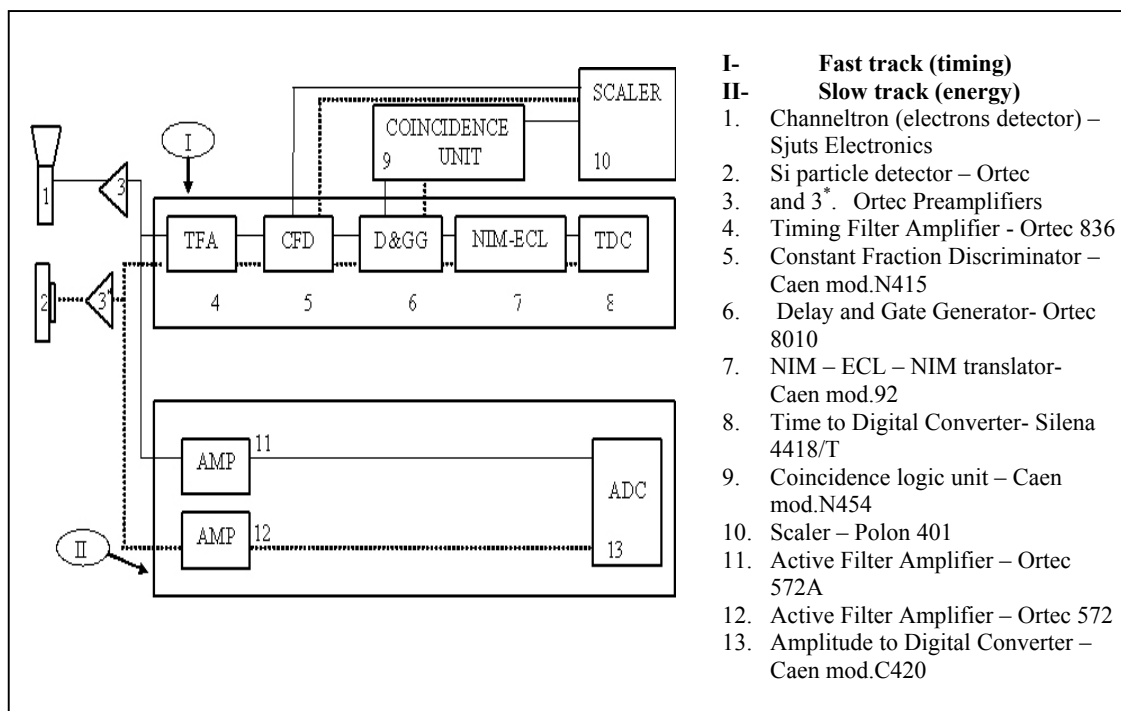 I
1
3
2
3*
TFA
CFD
D&GG
NIM-ECL
TDC
4
5
6
7
8
COINCIDENCE
UNIT
9
SCALER
10
II
AMP
11
AMP
12
ADC
13
I- Fast track (timing)
II- Slow track (energy)
1. Channeltron (electrons detector) –
Sjuts Electronics
2. Si particle detector – Ortec
3. and 3*. Ortec Preamplifiers
4. Timing Filter Amplifier - Ortec 836
5. Constant Fraction Discriminator –
Caen mod.N415
6. Delay and Gate Generator- Ortec
8010
7. NIM – ECL – NIM translator-
Caen mod.92
8. Time to Digital Converter- Silena
4418/T
9. Coincidence logic unit – Caen
mod.N454
10. Scaler – Polon 401
11. Active Filter Amplifier – Ortec
572A
12. Active Filter Amplifier – Ortec 572
13. Amplitude to Digital Converter –
Caen mod.C420